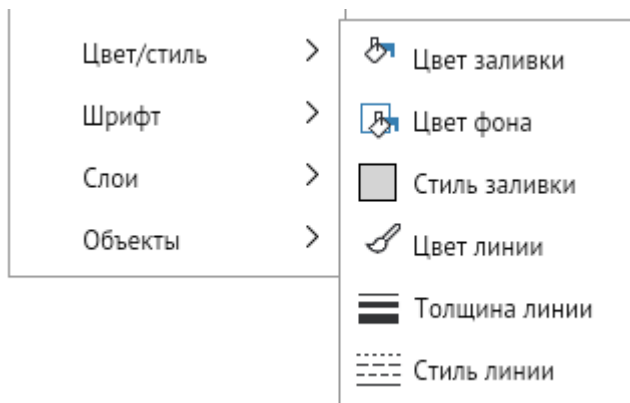 Цвет/стиль
Шрифт
Слои
Объекты
Цвет заливки
Цвет фона
Стиль заливки
Цвет линии
Толщина линии
Стиль линии